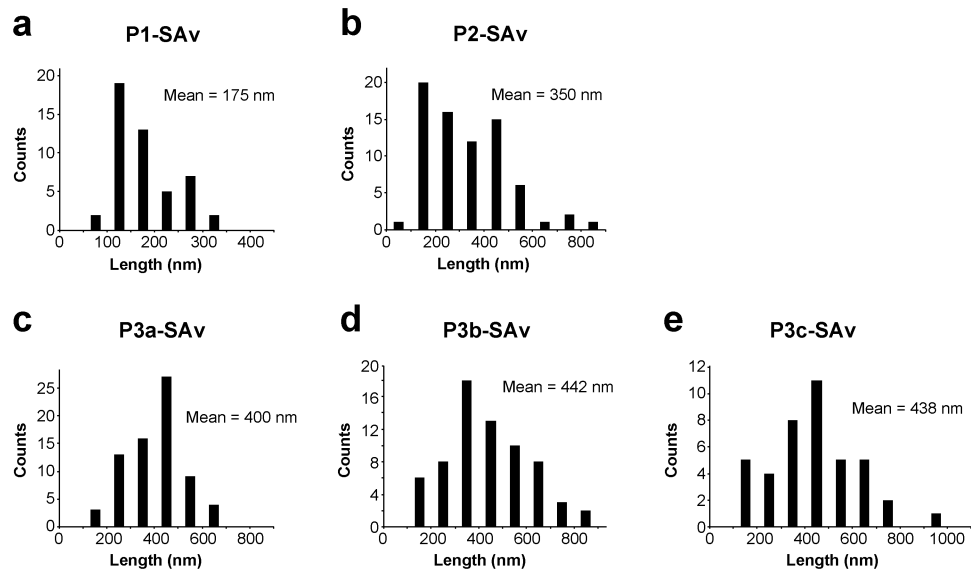 a
P1-SAv
Mean = 175 nm
20
15
10
5
0
Counts
0 100 200 300 400
Length (nm)
b
P2-SAv
Mean = 350 nm
20
15
10
5
0
Counts
0 200 400 600 800
Length (nm)
c
P3a-SAv
Mean = 400 nm
25
20
15
10
5
0
Counts
0 200 400 600 800
Length (nm)
d
P3b-SAv
Mean = 442 nm
20
16
12
8
4
0
Counts
0 200 400 600 800
Length (nm)
e
P3c-SAv
Mean = 438 nm
12
10
8
6
4
2
0
Counts
0 200 400 600 800 1000
Length (nm)